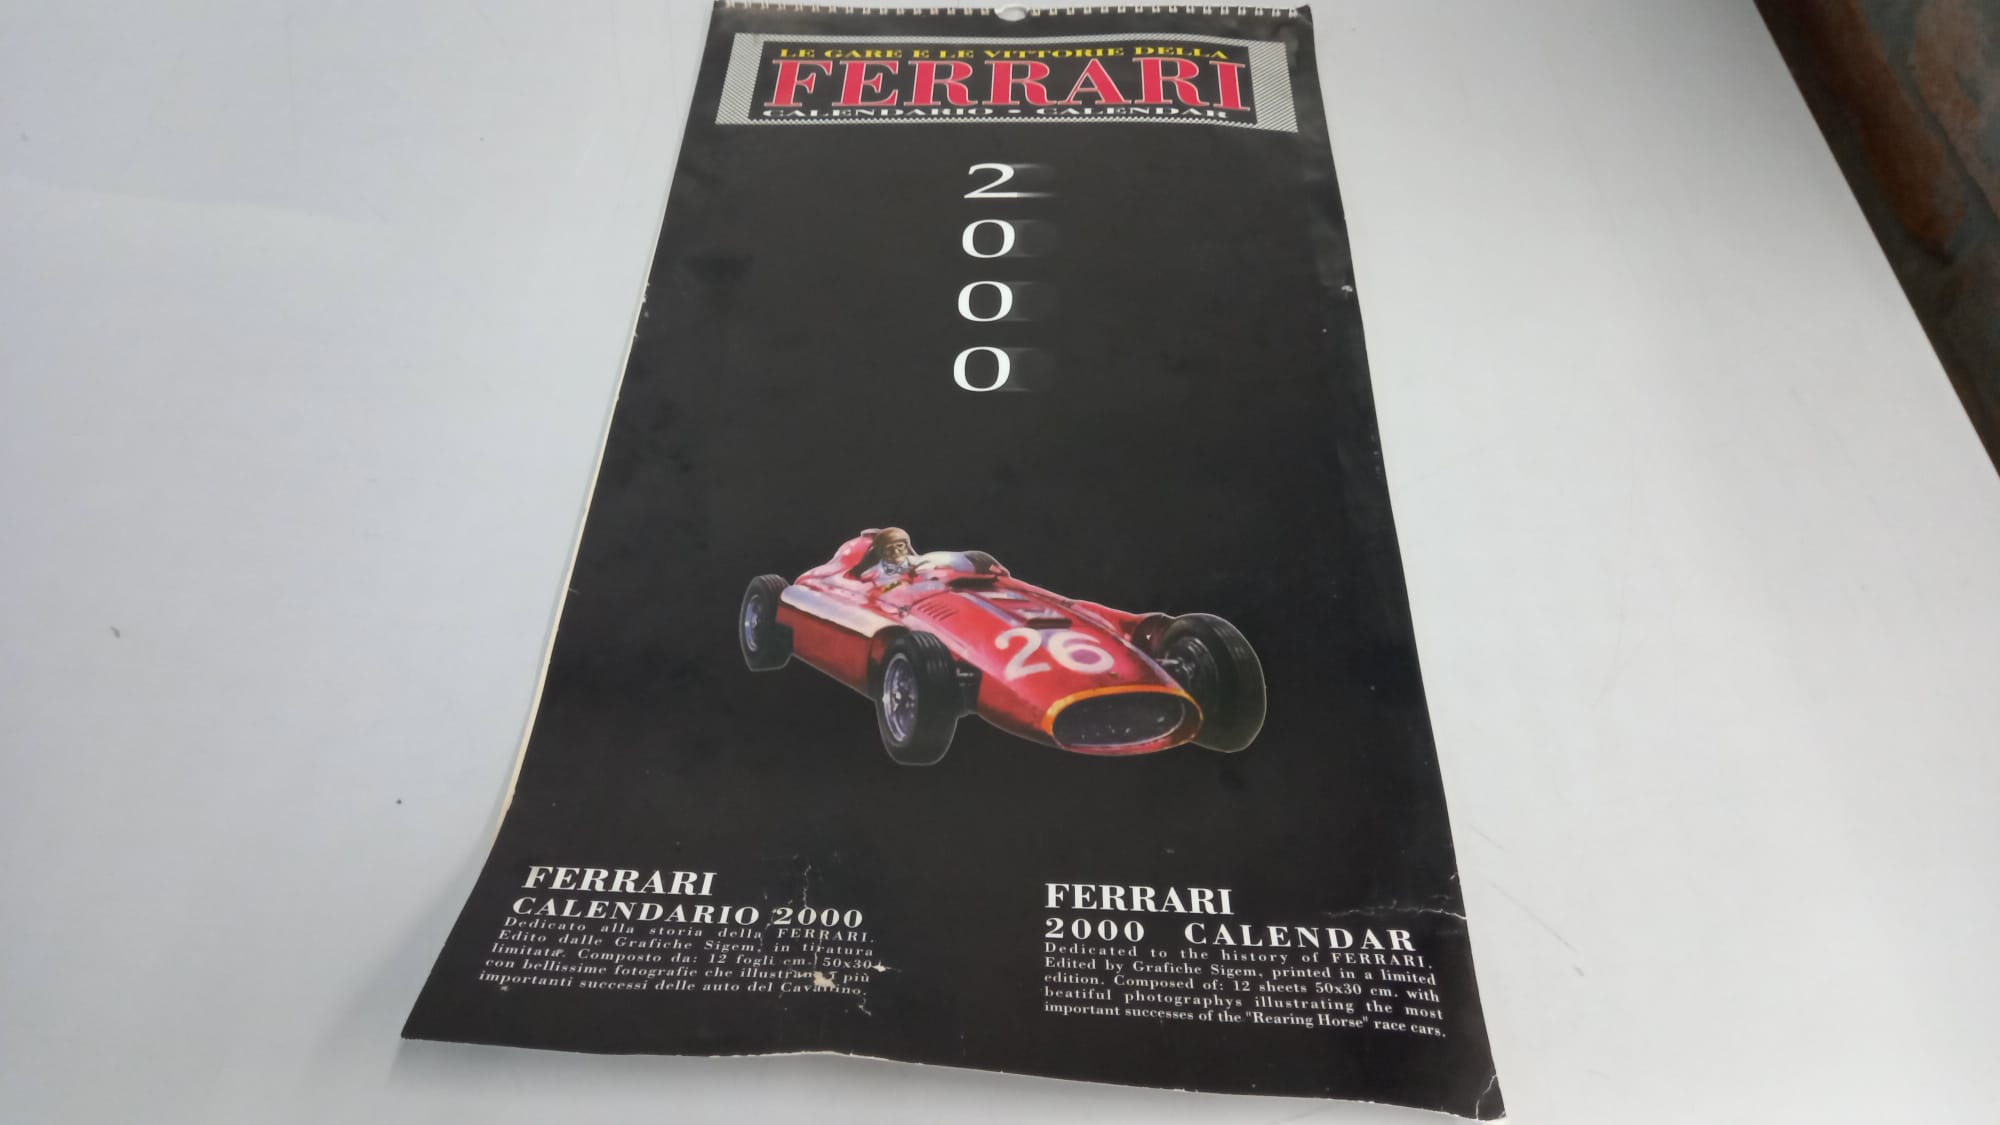 LE GARE E LE VITTORIE DELLA
FERRARI
CALENDARIO • CALENDAR
2
0
0
0
26
FERRARI
CALENDARIO 2000
Dedicato alla storia della FERRARI.
Edito dalle Grafiche Sigem, in tiratura
limitata. Composto da: 12 fogli cm. 50x30
con bellissime fotografie che illustrano i più
importanti successi delle auto del Cavallino.
FERRARI
2000 CALENDAR
Dedicated to the history of FERRARI.
Edited by Grafiche Sigem, printed in a limited
edition. Composed of: 12 sheets 50x30 cm. with
beatiful photographys illustrating the most
important successes of the "Rearing Horse" race cars.